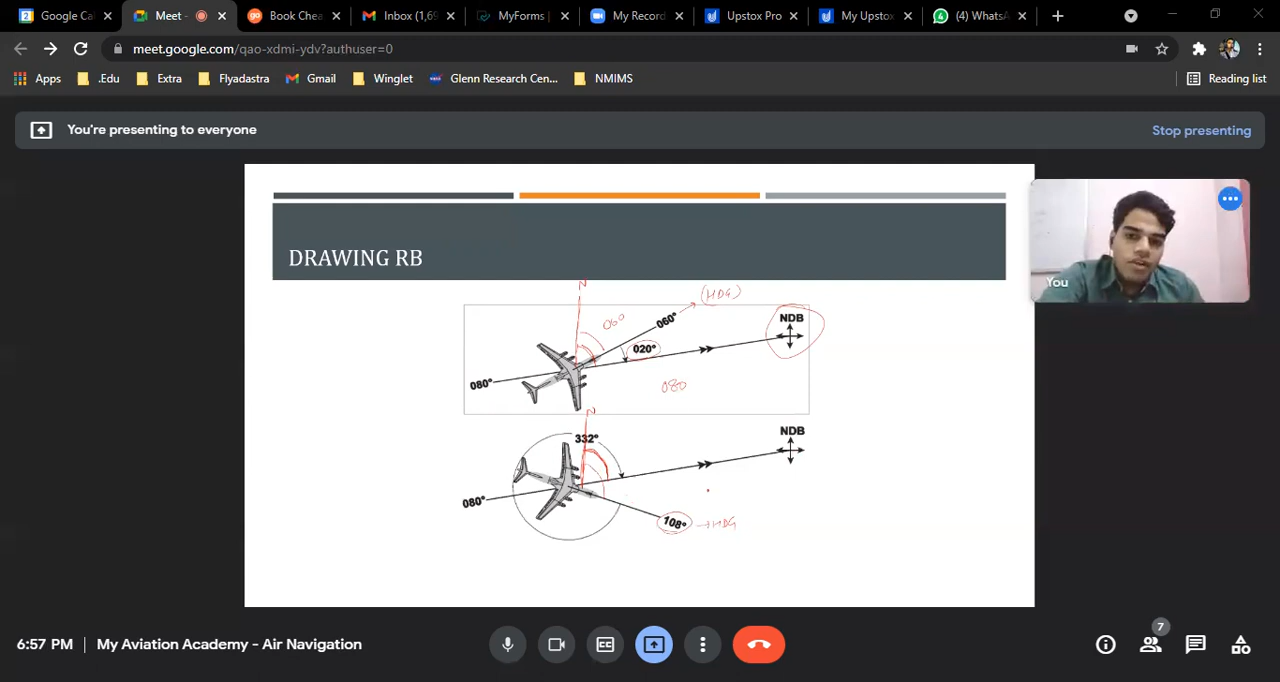 Google Ca
Meet -
Book Chea
Inbox (1,69
MyForms |
My Record
Upstox Pro
My Upstox
(4) WhatsA
meet.google.com/qao-xdmi-ydv?authuser=0
Apps
.Edu
Extra
Flyadastra
Gmail
Winglet
Glenn Research Cen...
NMIMS
Reading list
You're presenting to everyone
Stop presenting
DRAWING RB
You
N
(HDG)
060°
060°
NDB
020°
080°
080
N
332°
NDB
080°
108°
→HDG
6:57 PM | My Aviation Academy - Air Navigation
7